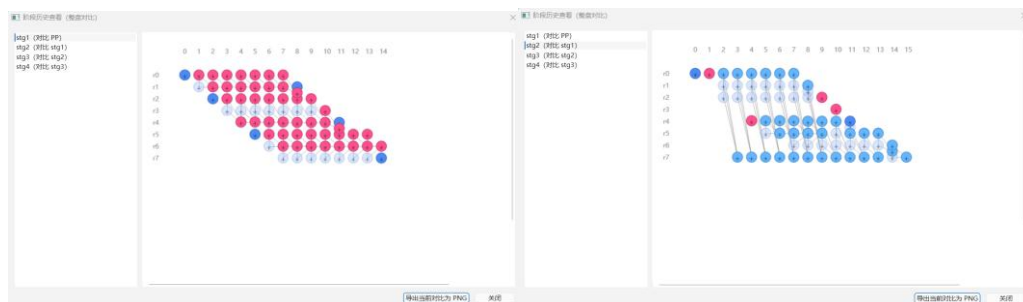 阶段历史查看 (整盘对比)
stg1 (对比 PP)
stg2 (对比 stg1)
stg3 (对比 stg2)
stg4 (对比 stg3)
0 1 2 3 4 5 6 7 8 9 10 11 12 13 14
r0
r1
r2
r3
r4
r5
r6
r7
导出当前对比为 PNG
关闭
阶段历史查看 (整盘对比)
stg1 (对比 PP)
stg2 (对比 stg1)
stg3 (对比 stg2)
stg4 (对比 stg3)
0 1 2 3 4 5 6 7 8 9 10 11 12 13 14 15
r0
r1
r2
r3
r4
r5
r6
r7
导出当前对比为 PNG
关闭